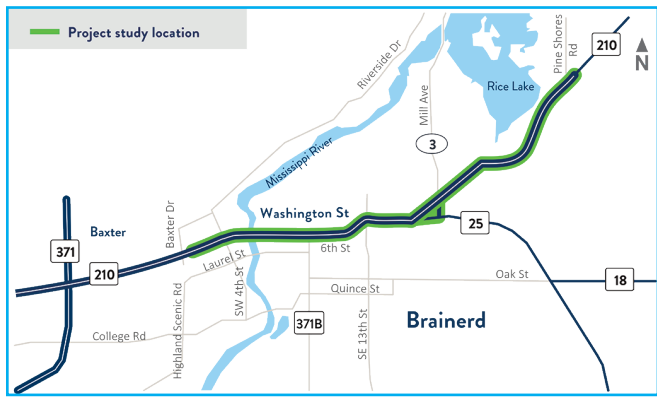 Project study location
Pine Shores
Rd
210
N
Riverside Dr
Rice Lake
Mill Ave
3
Mississippi River
Baxter Dr
Washington St
Baxter
25
371
6th St
Laurel St
210
Oak St
18
SW 4th St
Quince St
Highland Scenic Rd
371B
Brainerd
SE 13th St
College Rd